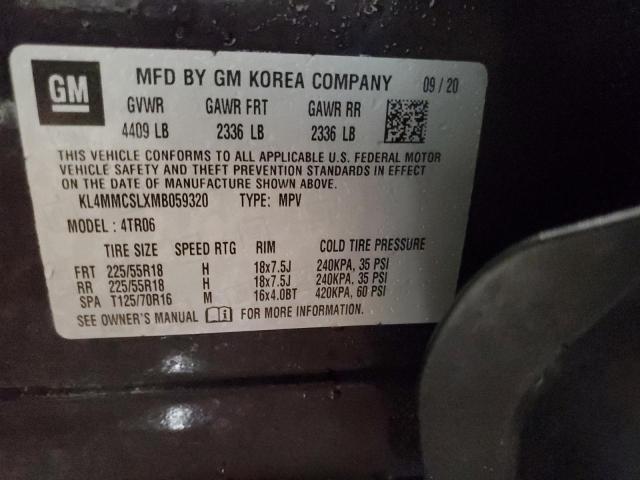 GM
MFD BY GM KOREA COMPANY 09/20
GVWR GAWR FRT GAWR RR
4409 LB 2336 LB 2336 LB
THIS VEHICLE CONFORMS TO ALL APPLICABLE U.S. FEDERAL MOTOR
VEHICLE SAFETY AND THEFT PREVENTION STANDARDS IN EFFECT
ON THE DATE OF MANUFACTURE SHOWN ABOVE.
KL4MMCSLXMB059320 TYPE: MPV
MODEL: 4TR06
TIRE SIZE SPEED RTG RIM COLD TIRE PRESSURE
FRT 225/55R18 H 18x7.5J 240KPA, 35 PSI
RR 225/55R18 H 18x7.5J 240KPA, 35 PSI
SPA T125/70R16 M 16x4.0BT 420KPA, 60 PSI
SEE OWNER'S MANUAL FOR MORE INFORMATION.